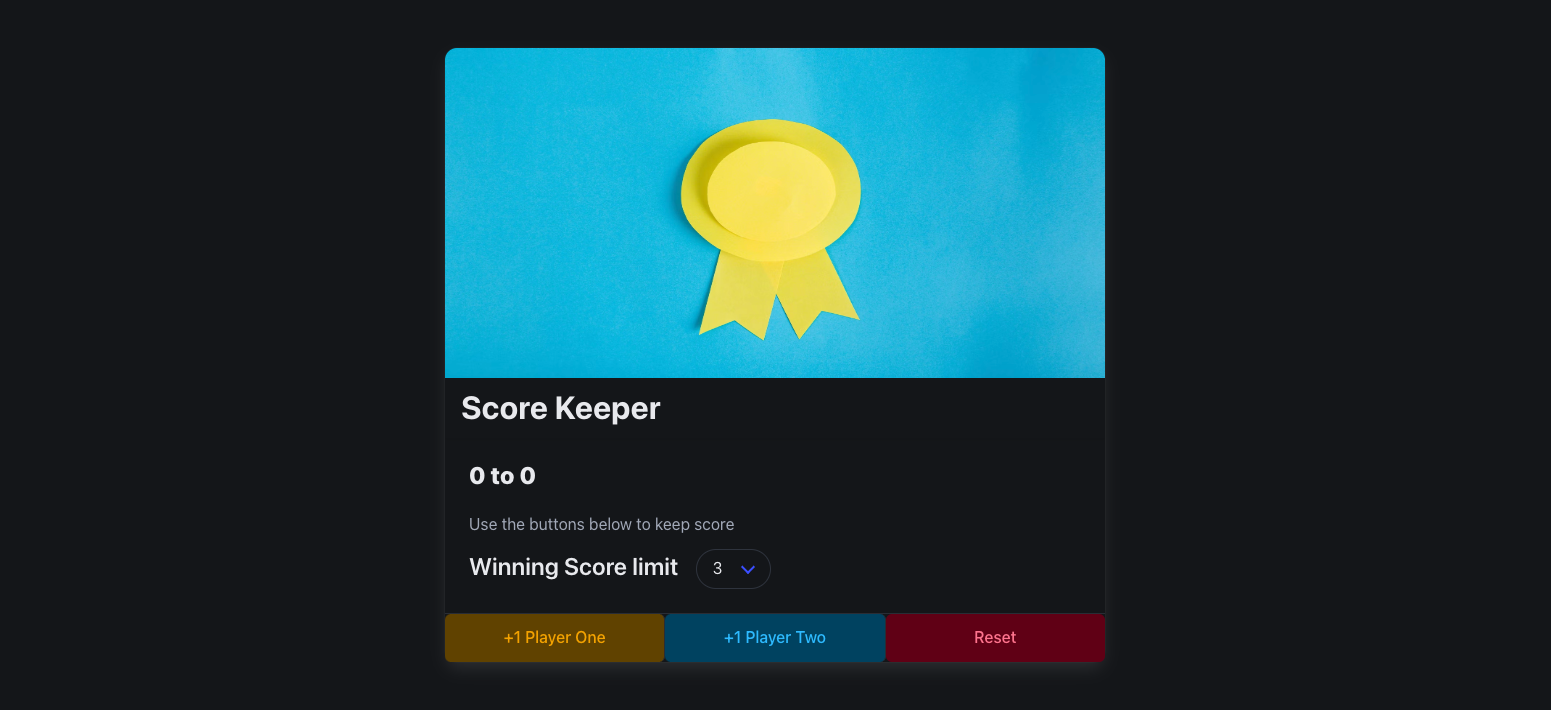 Score Keeper
0 to 0
Use the buttons below to keep score
Winning Score limit 3
+1 Player One +1 Player Two Reset